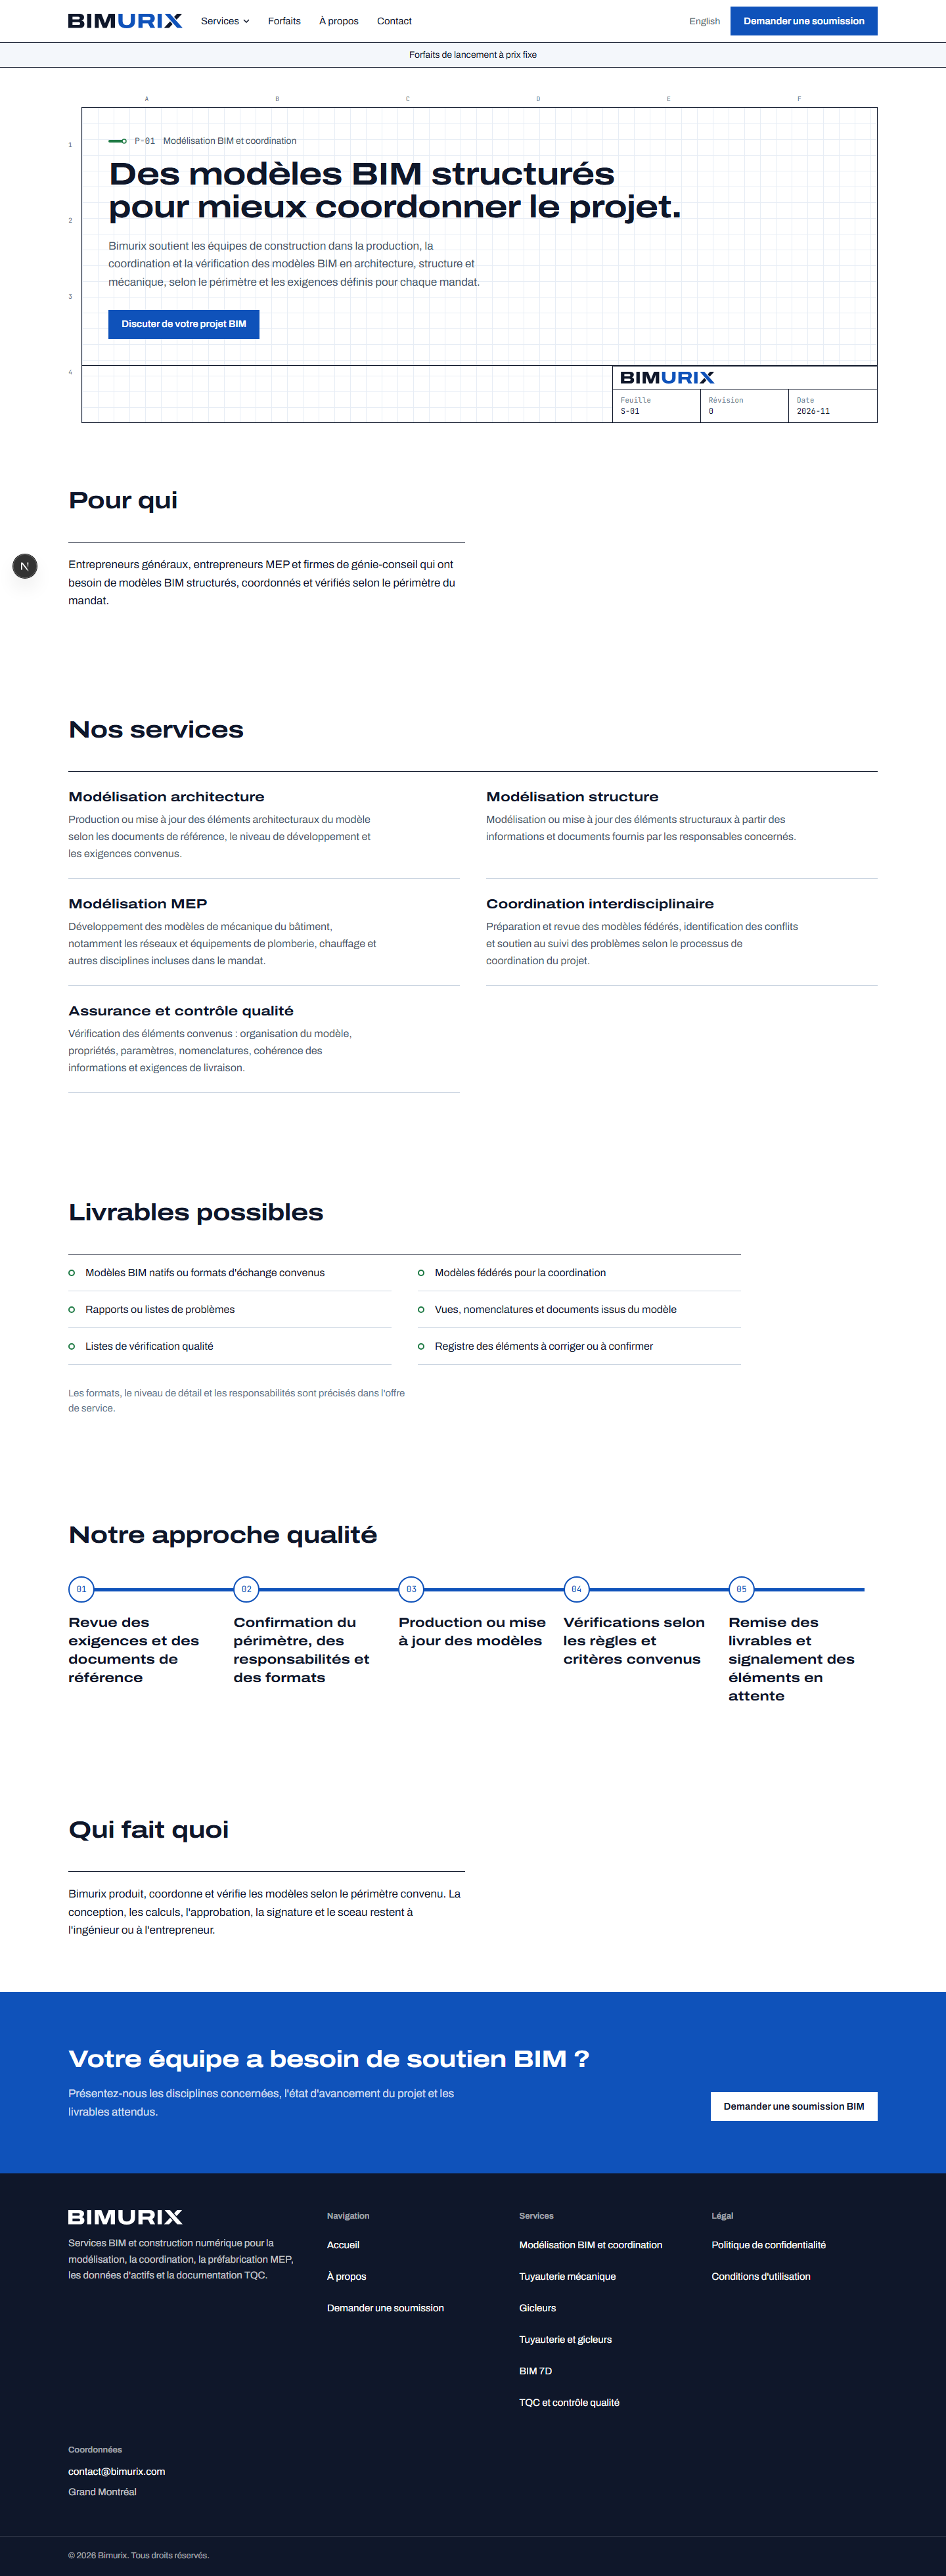 BIMURIX
Services
Forfaits
À propos
Contact
English
Demander une soumission
Forfaits de lancement à prix fixe
A B C D E F
1
2
3
4
P-01 Modélisation BIM et coordination
Des modèles BIM structurés
pour mieux coordonner le projet.
Bimurix soutient les équipes de construction dans la production, la
coordination et la vérification des modèles BIM en architecture, structure et
mécanique, selon le périmètre et les exigences définis pour chaque mandat.
Discuter de votre projet BIM
BIMURIX
Feuille
S-01
Révision
0
Date
2026-11
Pour qui
Entrepreneurs généraux, entrepreneurs MEP et firmes de génie-conseil qui ont
besoin de modèles BIM structurés, coordonnés et vérifiés selon le périmètre du
mandat.
N
Nos services
Modélisation architecture
Production ou mise à jour des éléments architecturaux du modèle
selon les documents de référence, le niveau de développement et
les exigences convenus.
Modélisation structure
Modélisation ou mise à jour des éléments structuraux à partir des
informations et documents fournis par les responsables concernés.
Modélisation MEP
Développement des modèles de mécanique du bâtiment,
notamment les réseaux et équipements de plomberie, chauffage et
autres disciplines incluses dans le mandat.
Coordination interdisciplinaire
Préparation et revue des modèles fédérés, identification des conflits
et soutien au suivi des problèmes selon le processus de
coordination du projet.
Assurance et contrôle qualité
Vérification des éléments convenus : organisation du modèle,
propriétés, paramètres, nomenclatures, cohérence des
informations et exigences de livraison.
Livrables possibles
Modèles BIM natifs ou formats d'échange convenus
Modèles fédérés pour la coordination
Rapports ou listes de problèmes
Vues, nomenclatures et documents issus du modèle
Listes de vérification qualité
Registre des éléments à corriger ou à confirmer
Les formats, le niveau de détail et les responsabilités sont précisés dans l'offre
de service.
Notre approche qualité
01
Revue des
exigences et des
documents de
référence
02
Confirmation du
périmètre, des
responsabilités et
des formats
03
Production ou mise
à jour des modèles
04
Vérifications selon
les règles et
critères convenus
05
Remise des
livrables et
signalement des
éléments en
attente
Qui fait quoi
Bimurix produit, coordonne et vérifie les modèles selon le périmètre convenu. La
conception, les calculs, l'approbation, la signature et le sceau restent à
l'ingénieur ou à l'entrepreneur.
Votre équipe a besoin de soutien BIM ?
Présentez-nous les disciplines concernées, l'état d'avancement du projet et les
livrables attendus.
Demander une soumission BIM
BIMURIX
Services BIM et construction numérique pour la
modélisation, la coordination, la préfabrication MEP,
les données d'actifs et la documentation TQC.
Navigation
Accueil
À propos
Demander une soumission
Services
Modélisation BIM et coordination
Tuyauterie mécanique
Gicleurs
Tuyauterie et gicleurs
BIM 7D
TQC et contrôle qualité
Légal
Politique de confidentialité
Conditions d'utilisation
Coordonnées
contact@bimurix.com
Grand Montréal
© 2026 Bimurix. Tous droits réservés.